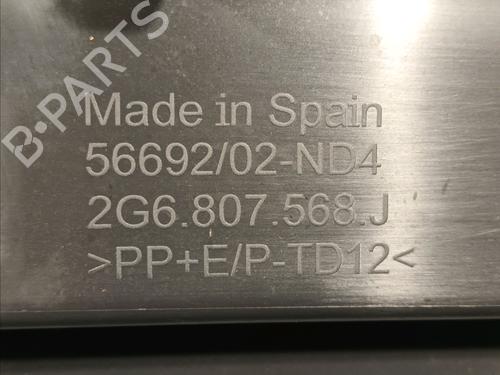 B-PARTS
Made in Spain
56692/02-ND4
2G6.807.568.J
>PP+E/P-TD12<